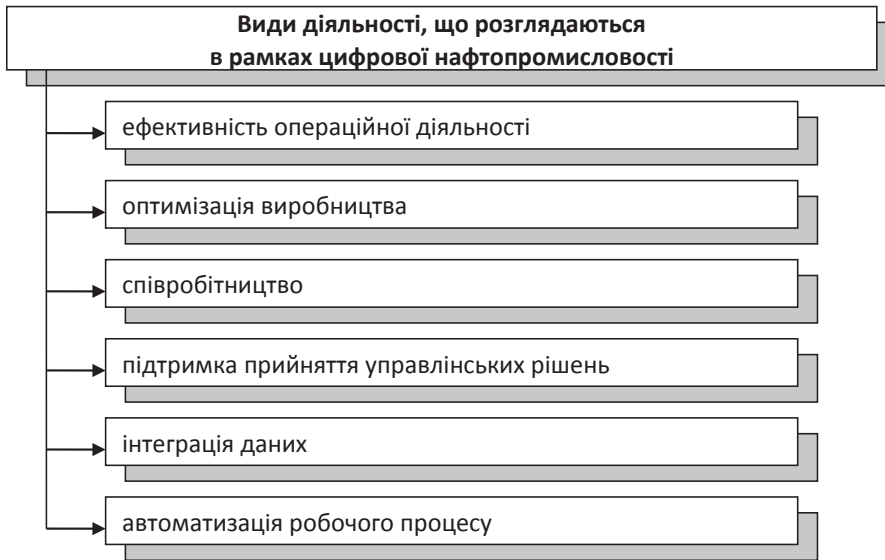 Види діяльності, що розглядаються
в рамках цифрової нафтопромисловості
ефективність операційної діяльності
оптимізація виробництва
співробітництво
підтримка прийняття управлінських рішень
інтеграція даних
автоматизація робочого процесу